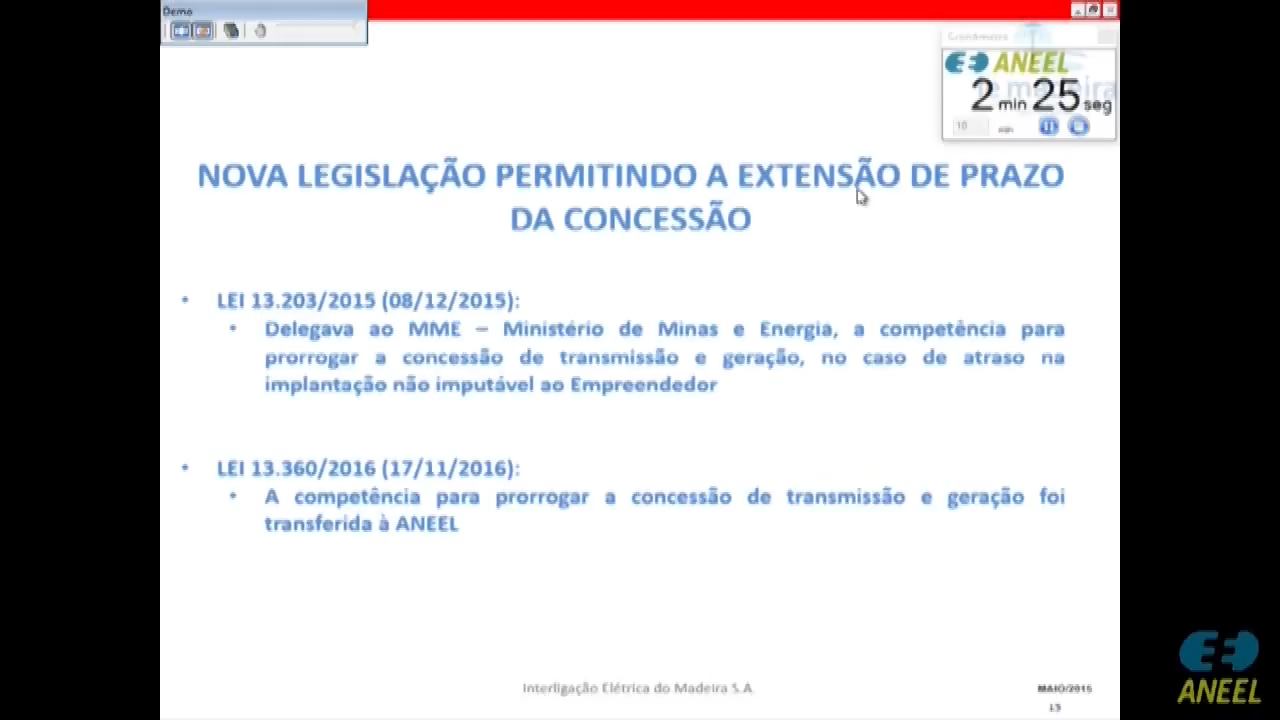 Demo
Cronômetro
ANEEL
2 min 25 seg
10 min
NOVA LEGISLAÇÃO PERMITINDO A EXTENSÃO DE PRAZO
DA CONCESSÃO
• LEI 13.203/2015 (08/12/2015):
• Delegava ao MME – Ministério de Minas e Energia, a competência para
prorrogar a concessão de transmissão e geração, no caso de atraso na
implantação não imputável ao Empreendedor
• LEI 13.360/2016 (17/11/2016):
• A competência para prorrogar a concessão de transmissão e geração foi
transferida à ANEEL
Interligação Elétrica do Madeira S.A.
MAIO/2015
13
ANEEL